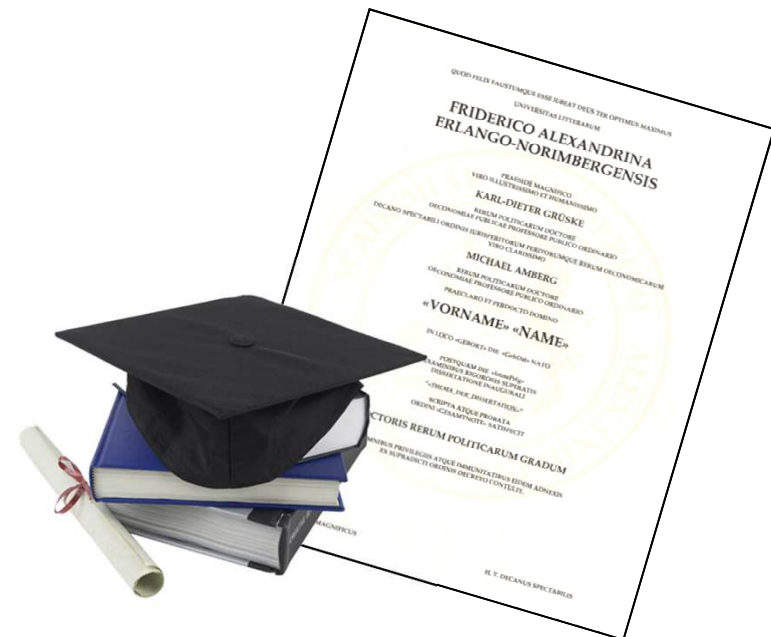 QUOD FELIX FAUSTUMQUE ESSE IUBEAT DEUS TER OPTIMUS MAXIMUS
UNIVERSITAS LITTERARUM
FRIDERICO ALEXANDRINA
ERLANGO-NORIMBERGENSIS
PRAESIDE MAGNIFICO
VIRO ILLUSTRISSIMO ET HUMANISSIMO
KARL-DIETER GRÜSKE
RERUM POLITICARUM DOCTORE
OECONOMIAE PUBLICAE PROFESSORE PUBLICO ORDINARIO
DECANO SPECTABILI ORDINIS IURISPERITORUM PERITORUMQUE RERUM OECONOMICARUM
VIRO CLARISSIMO
MICHAEL AMBERG
RERUM POLITICARUM DOCTORE
OECONOMIAE PROFESSORE PUBLICO ORDINARIO
PRAECLARO ET PERDOCTO DOMINO
«VORNAME» «NAME»
IN LOCO «GEBORT» DIE «GebDat» NATO
POSTQUAM DIE
EXAMINIBUS RIGOROSIS SUPERATIS
DISSERTATIONE INAUGURALI
"«THEMA_DER_DISSERTATION»"
SCRIPTA ATQUE PROBATA
ORDINI «GESAMTNOTE» SATISFECIT
CTORIS RERUM POLITICARUM GRADUM
MNIBUS PRIVILEGIIS ATQUE IMMUNITATIBUS EIDEM ADNEXIS
EX SUPRADICTI ORDINIS DECRETO CONTULIT.
MAGNIFICUS
H. T. DECANUS SPECTABILIS